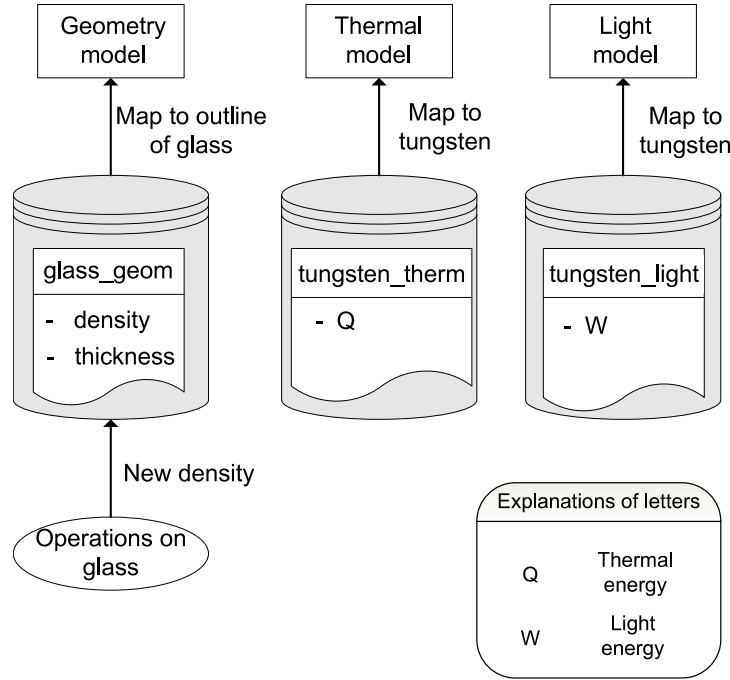 Geometry
model
Thermal
model
Light
model
Map to outline
of glass
Map to
tungsten
Map to
tungsten
glass_geom
- density
- thickness
tungsten_therm
- Q
tungsten_light
- W
New density
Operations on
glass
Explanations of letters
Q Thermal
energy
W Light
energy